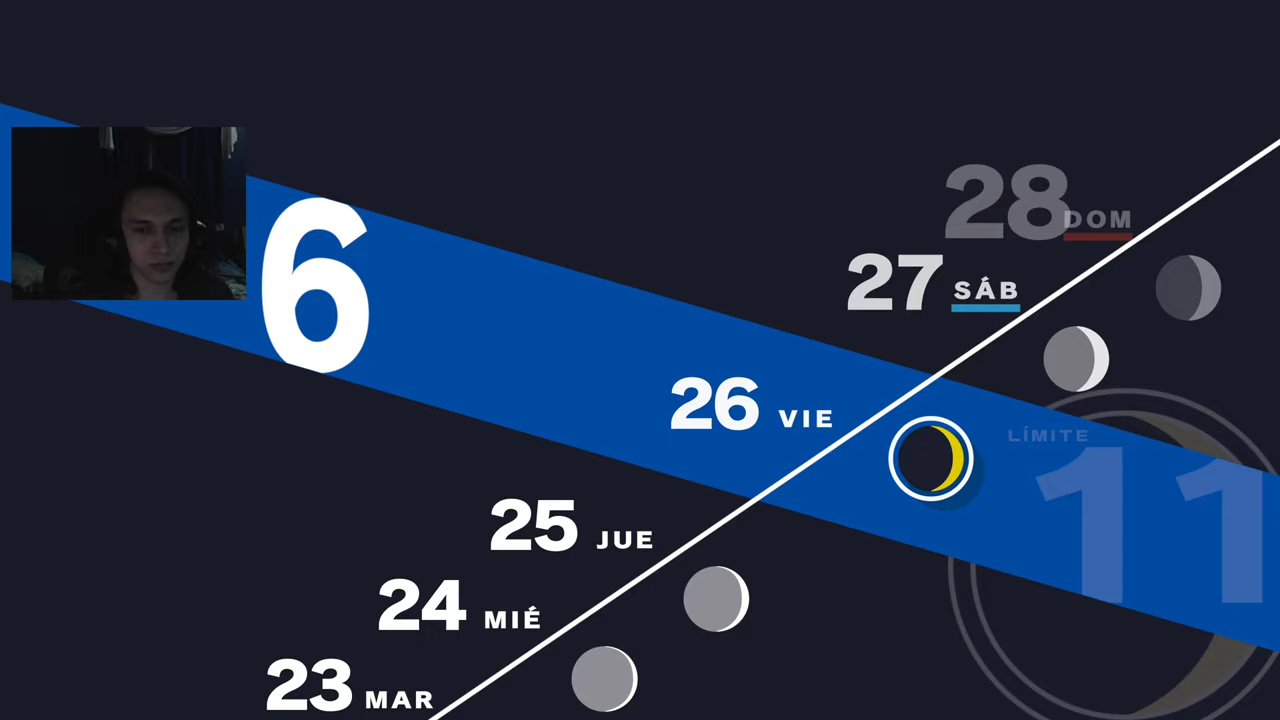 6
28 DOM
27 SÁB
26 VIE
LÍMITE
11
25 JUE
24 MIÉ
23 MAR